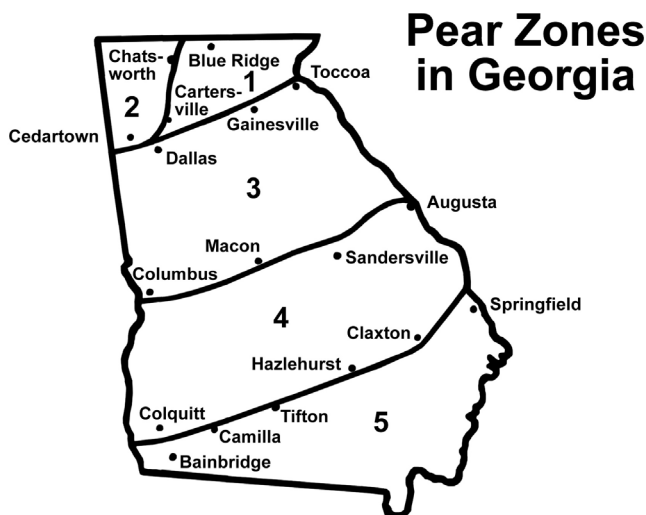 Pear Zones
in Georgia
Chats-
worth
Blue Ridge
1
Toccoa
2
Carters-
ville
Gainesville
Cedartown
Dallas
3
Augusta
Macon
Sandersville
Columbus
Springfield
4
Claxton
Hazlehurst
Colquitt
Tifton
5
Camilla
Bainbridge